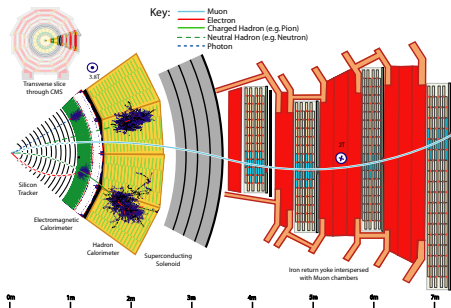 Key:
Muon
Electron
Charged Hadron (e.g. Pion)
Neutral Hadron (e.g. Neutron)
Photon
Transverse slice
through CMS
3.8T
2T
Silicon
Tracker
Electromagnetic
Calorimeter
Hadron
Calorimeter
Superconducting
Solenoid
Iron return yoke interspersed
with Muon chambers
0m
1m
2m
3m
4m
5m
6m
7m